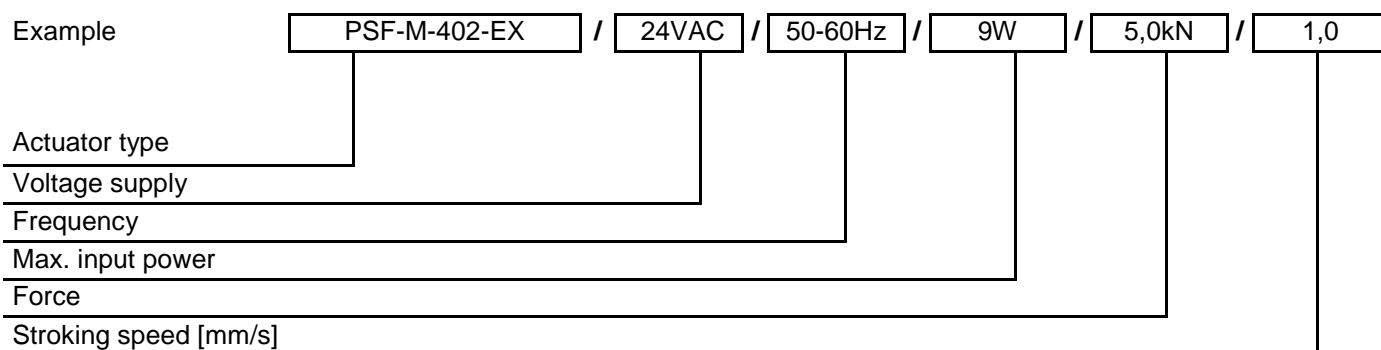 Example PSF-M-402-EX / 24VAC / 50-60Hz / 9W / 5,0kN / 1,0
Actuator type
Voltage supply
Frequency
Max. input power
Force
Stroking speed [mm/s]